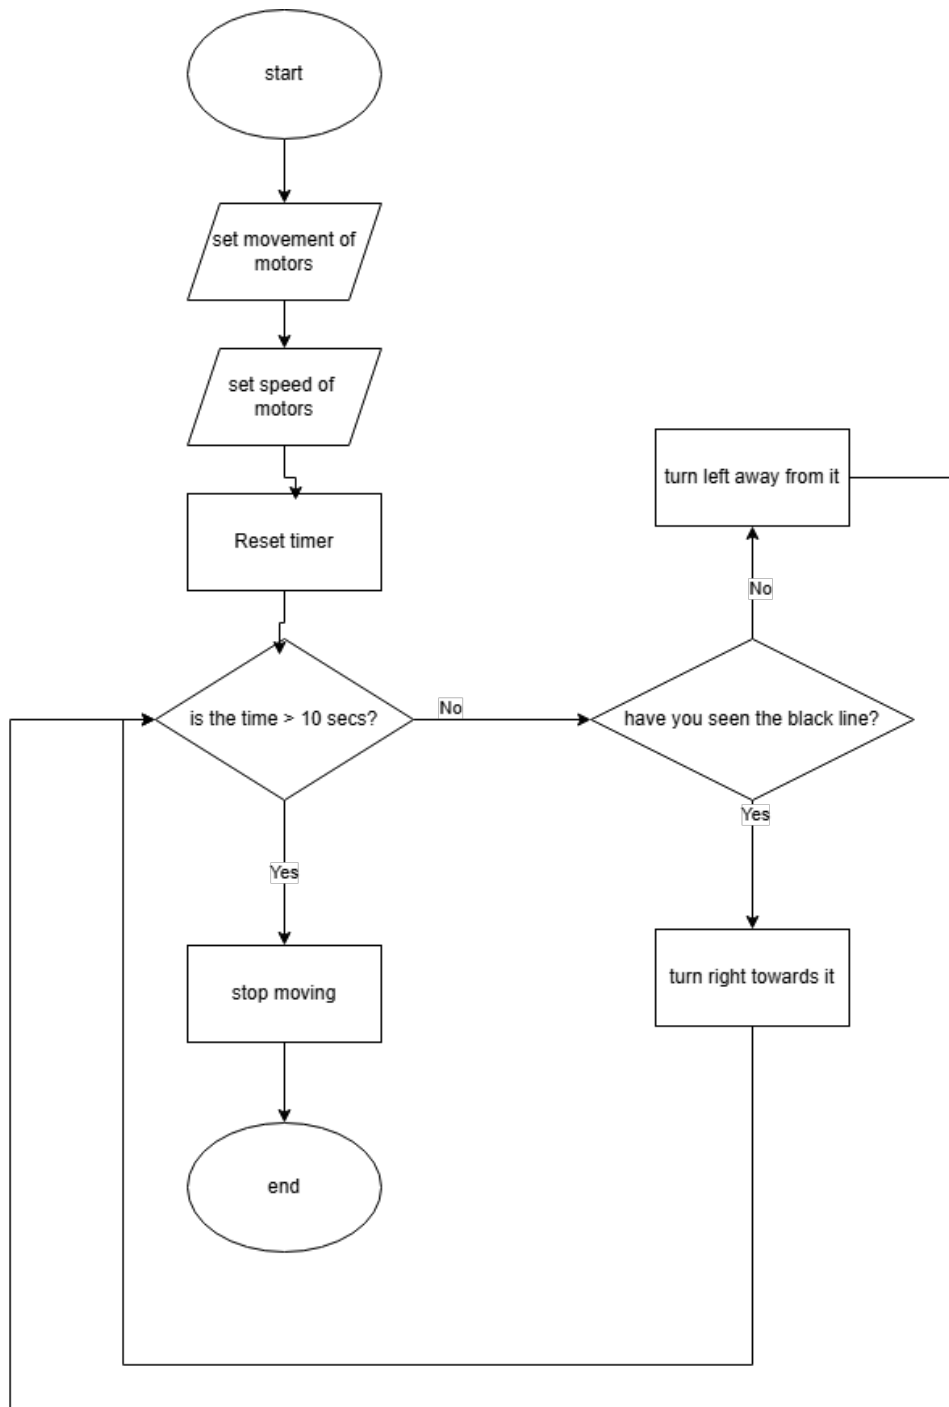 start
set movement of
motors
set speed of
motors
Reset timer
is the time > 10 secs?
No
have you seen the black line?
No
turn left away from it
Yes
turn right towards it
Yes
stop moving
end